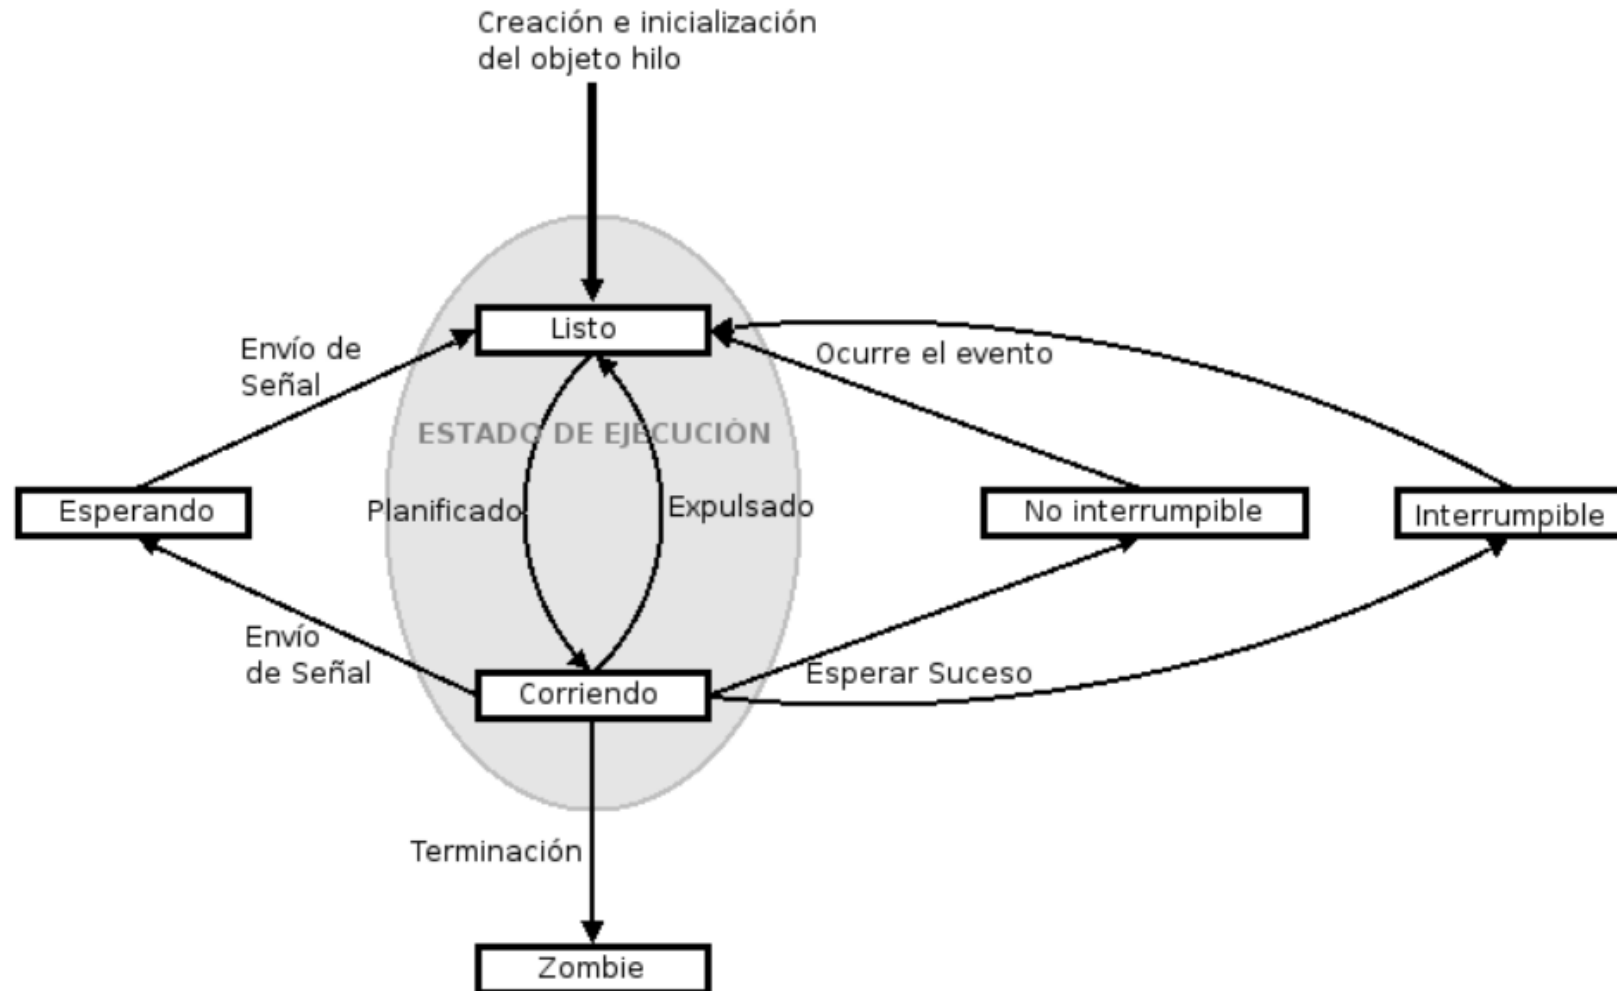 Creación e inicialización
del objeto hilo
Listo
Envío de
Señal
Ocurre el evento
ESTADO DE EJECUCIÓN
Esperando
Planificado
Expulsado
No interrumpible
Interrumpible
Envío
de Señal
Corriendo
Esperar Suceso
Terminación
Zombie